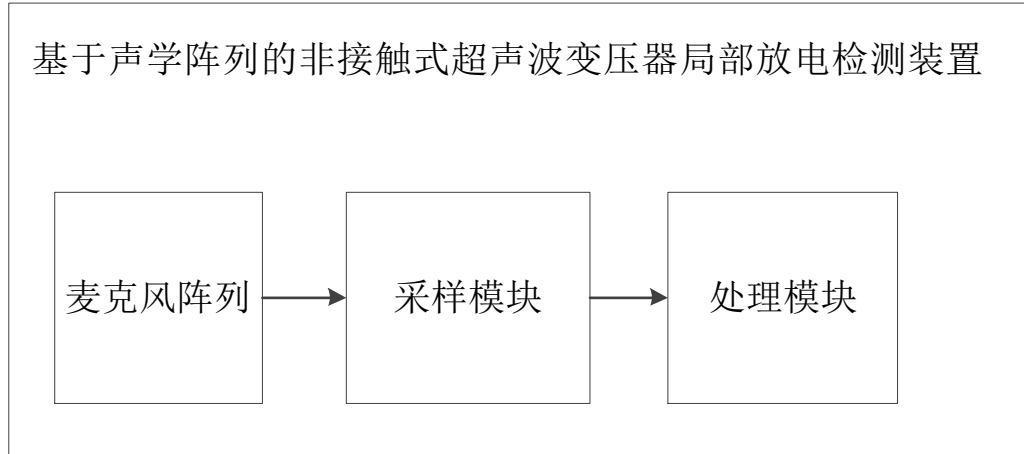 基于声学阵列的非接触式超声波变压器局部放电检测装置
麦克风阵列
采样模块
处理模块